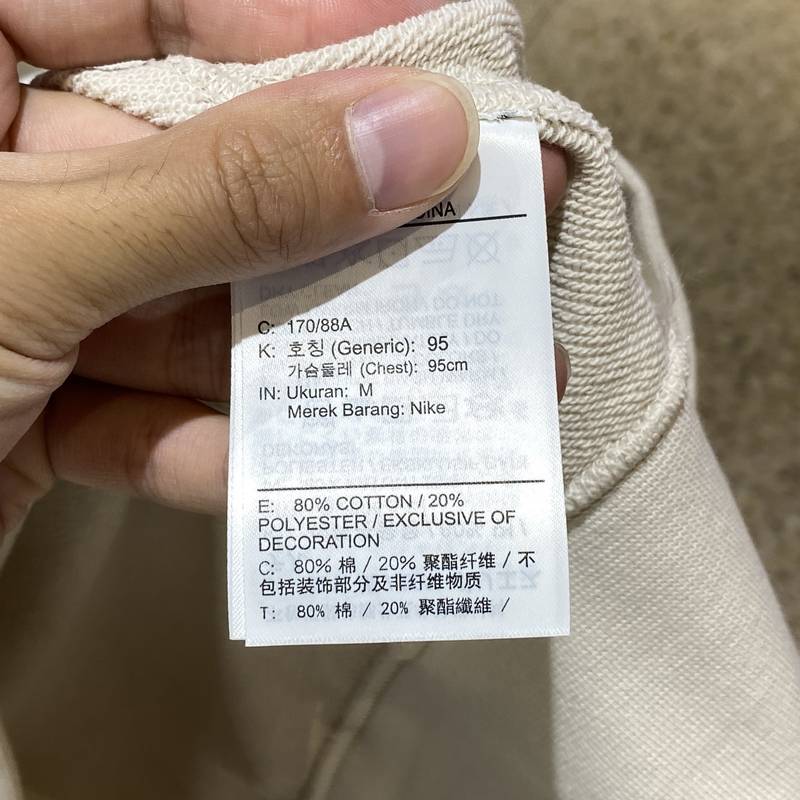 C: 170/88A
K: 호칭 (Generic): 95
가슴둘레 (Chest): 95cm
IN: Ukuran: M
Merek Barang: Nike
E: 80% COTTON / 20%
POLYESTER / EXCLUSIVE OF
DECORATION
C: 80% 棉 / 20% 聚酯纤维 / 不
包括装饰部分及非纤维物质
T: 80% 棉 / 20% 聚酯纖維 /